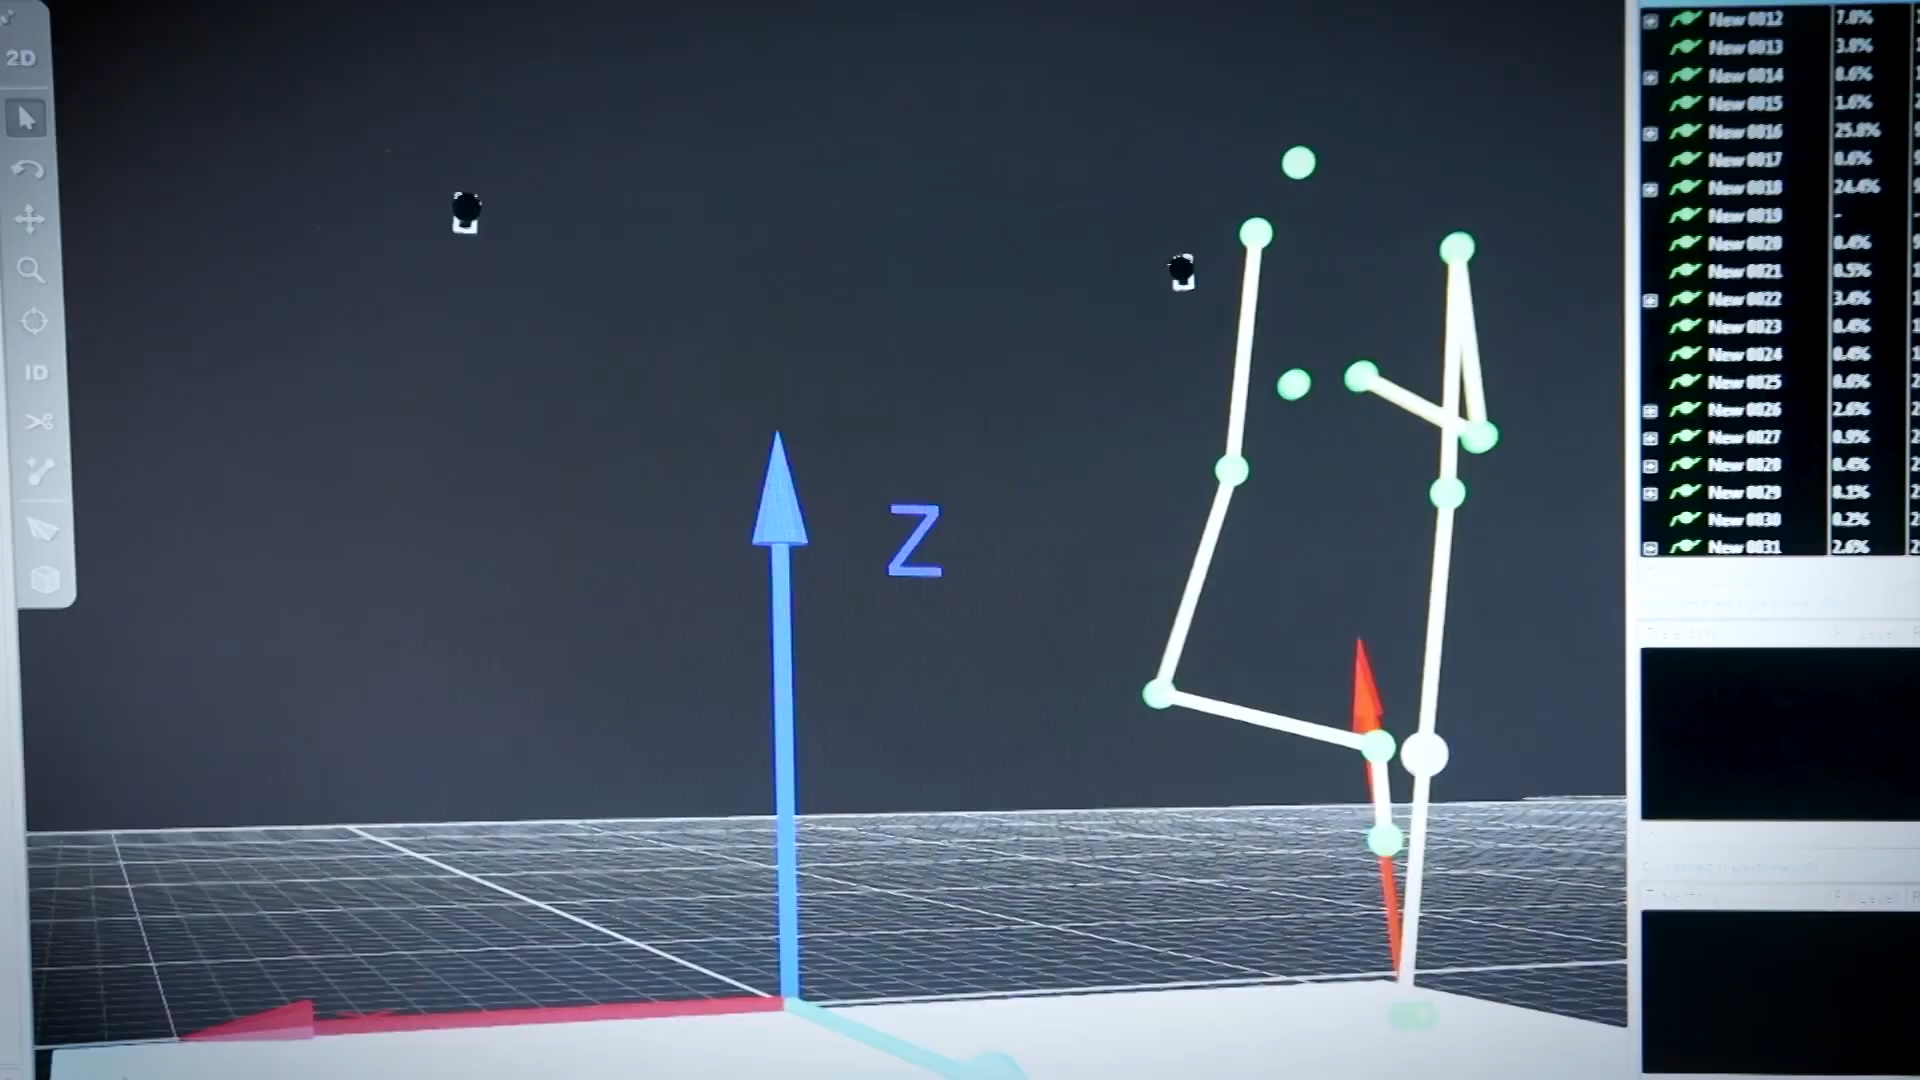 2D
ID
Z
New 0012 7.0%
New 0013 3.8%
New 0014 8.6%
New 0015 1.6%
New 0016 25.8%
New 0017 0.6%
New 0018 24.4%
New 0019 -
New 0020 0.4%
New 0021 0.5%
New 0022 3.4%
New 0023 0.4%
New 0024 0.4%
New 0025 0.6%
New 0026 2.6%
New 0027 0.9%
New 0028 0.4%
New 0029 0.1%
New 0030 0.2%
New 0031 2.6%